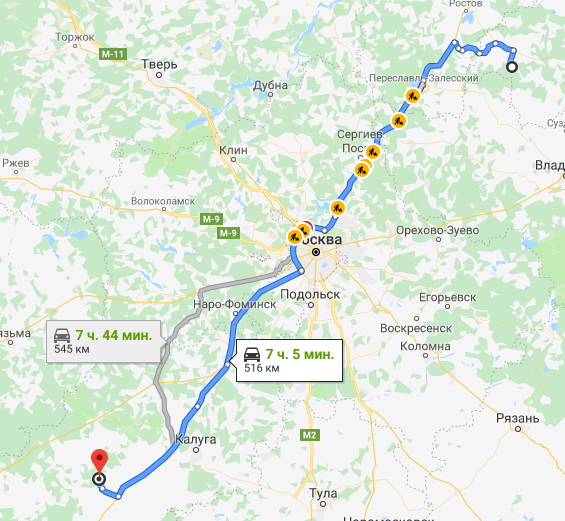 Ростов
Торжок
М-11
Тверь
Переславль-Залесский
Дубна
Сергиев
Пос
Клин
Суз
Ржев
Влад
Волоколамск
М-9
М-9
Орехово-Зуево
осква
Подольск
Егорьевск
Наро-Фоминск
Воскресенск
Коломна
язьма
7 ч. 44 мин.
545 км
7 ч. 5 мин.
516 км
Рязань
М2
Калуга
Тула